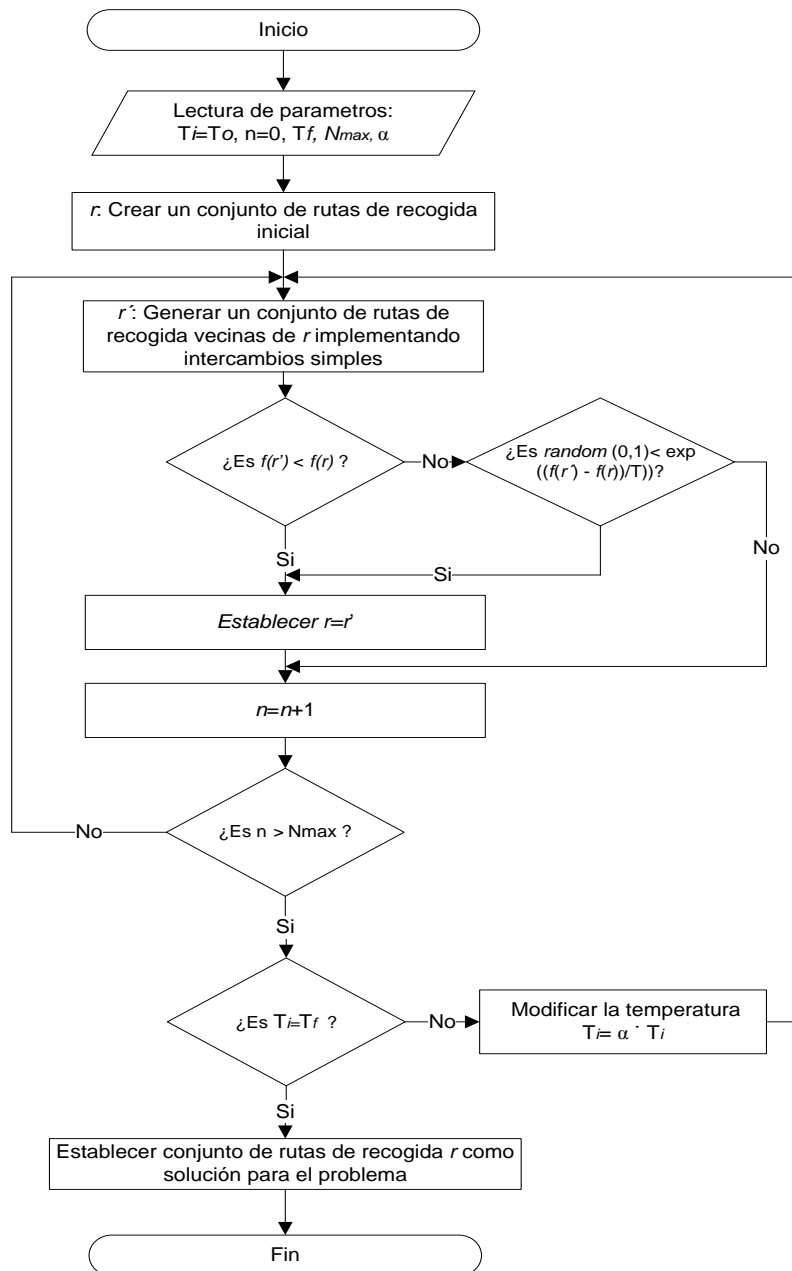 Inicio
Lectura de parametros:
Ti=To, n=0, Tf, Nmax, α
r: Crear un conjunto de rutas de recogida
inicial
r´: Generar un conjunto de rutas de
recogida vecinas de r implementando
intercambios simples
¿Es f(r') < f(r) ?
No
¿Es random (0,1)< exp
((f(r´) - f(r))/T))?
No
Si
Si
Establecer r=r'
n=n+1
¿Es n > Nmax ?
No
Si
¿Es Ti=Tf ?
No
Modificar la temperatura
Ti= α · Ti
Si
Establecer conjunto de rutas de recogida r como
solución para el problema
Fin